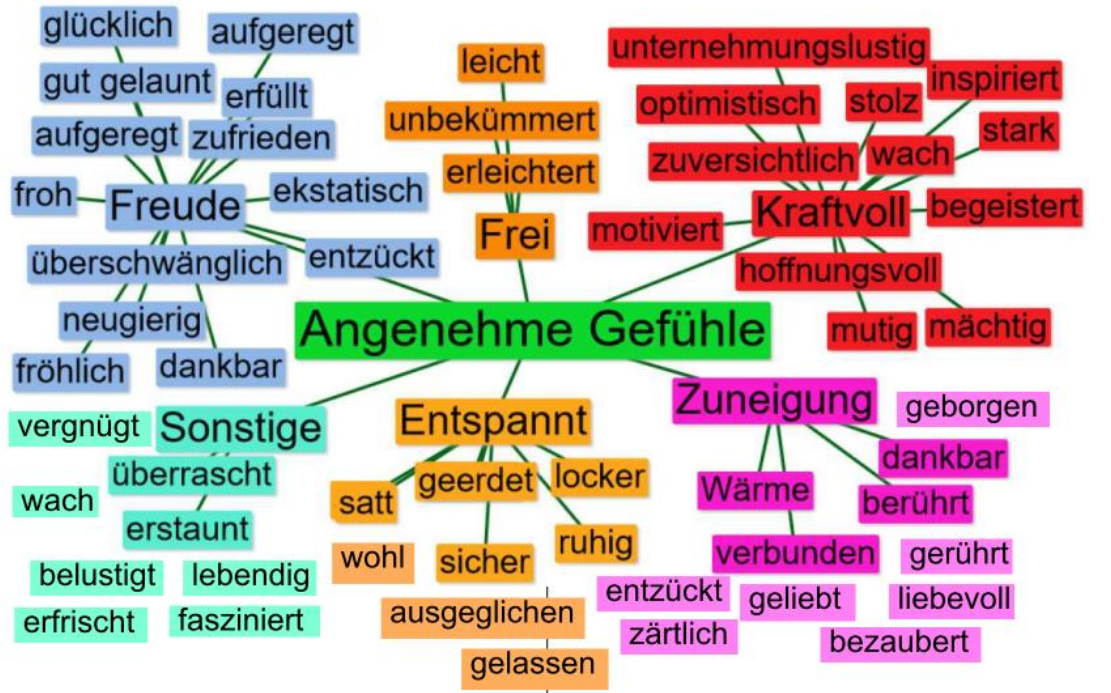 glücklich
aufgeregt
gut gelaunt
erfüllt
aufgeregt
zufrieden
froh
Freude
ekstatisch
überschwänglich
entzückt
neugierig
fröhlich
dankbar
leicht
unbekümmert
erleichtert
Frei
unternehmungslustig
inspiriert
optimistisch
stolz
stark
zuversichtlich
wach
Kraftvoll
begeistert
motiviert
hoffnungsvoll
mutig
mächtig
Angenehme Gefühle
vergnügt
Sonstige
überrascht
wach
erstaunt
belustigt
lebendig
erfrischt
fasziniert
Entspannt
satt
geerdet
locker
wohl
sicher
ruhig
ausgeglichen
gelassen
Zuneigung
geborgen
dankbar
Wärme
berührt
verbunden
gerührt
entzückt
geliebt
liebevoll
zärtlich
bezaubert